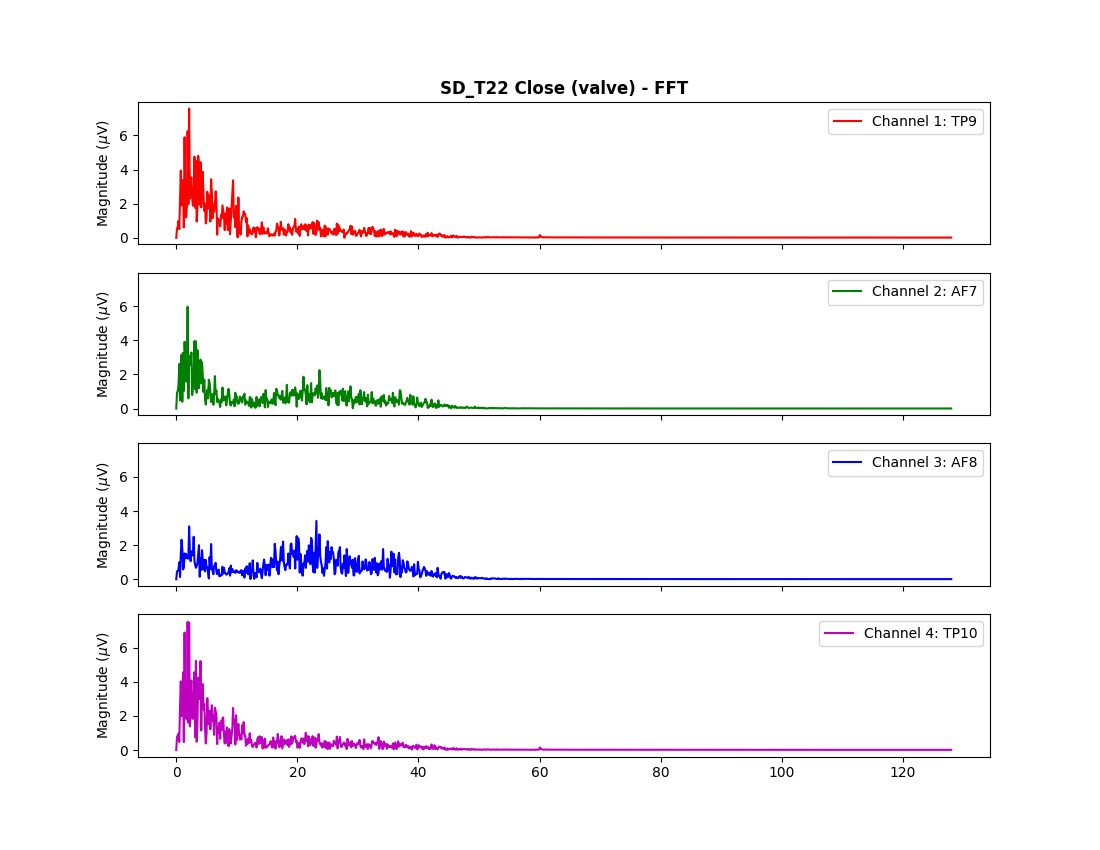 SD_T22 Close (valve) - FFT
Magnitude (μV)
6
4
2
0
Channel 1: TP9
Magnitude (μV)
6
4
2
0
Channel 2: AF7
Magnitude (μV)
6
4
2
0
Channel 3: AF8
Magnitude (μV)
6
4
2
0
Channel 4: TP10
0 20 40 60 80 100 120